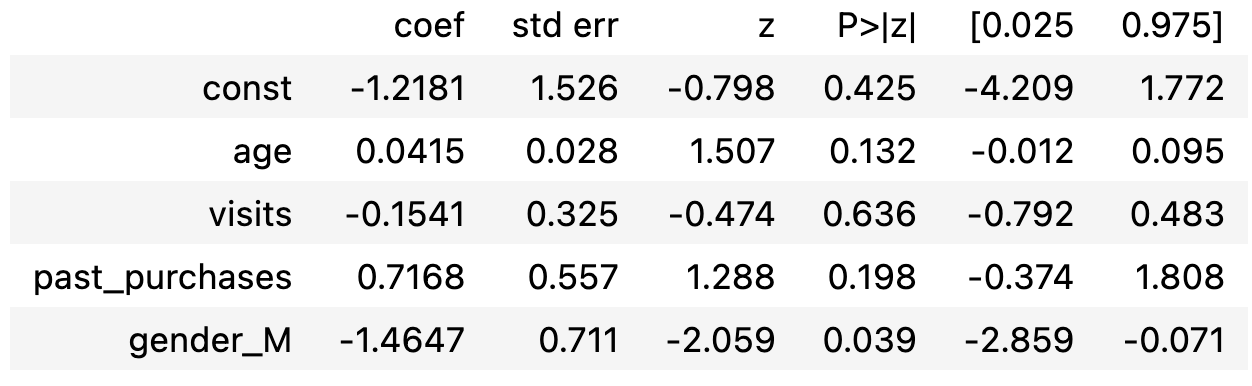 coef std err z P>|z| [0.025 0.975]
const -1.2181 1.526 -0.798 0.425 -4.209 1.772
age 0.0415 0.028 1.507 0.132 -0.012 0.095
visits -0.1541 0.325 -0.474 0.636 -0.792 0.483
past_purchases 0.7168 0.557 1.288 0.198 -0.374 1.808
gender_M -1.4647 0.711 -2.059 0.039 -2.859 -0.071